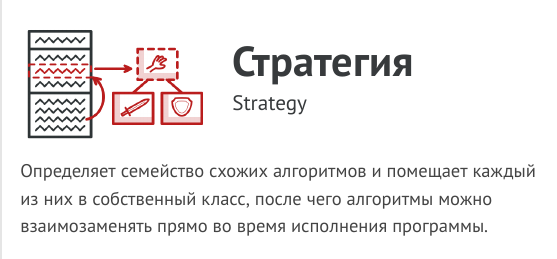 Стратегия
Strategy
Определяет семейство схожих алгоритмов и помещает каждый
из них в собственный класс, после чего алгоритмы можно
взаимозаменять прямо во время исполнения программы.